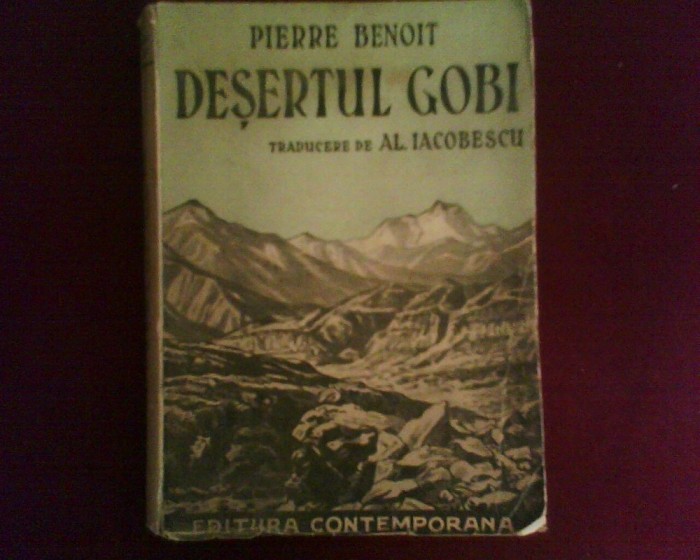 PIERRE BENOIT
DEȘERTUL GOBI
TRADUCERE DE AL. IACOBESCU
EDITURA CONTEMPORANA